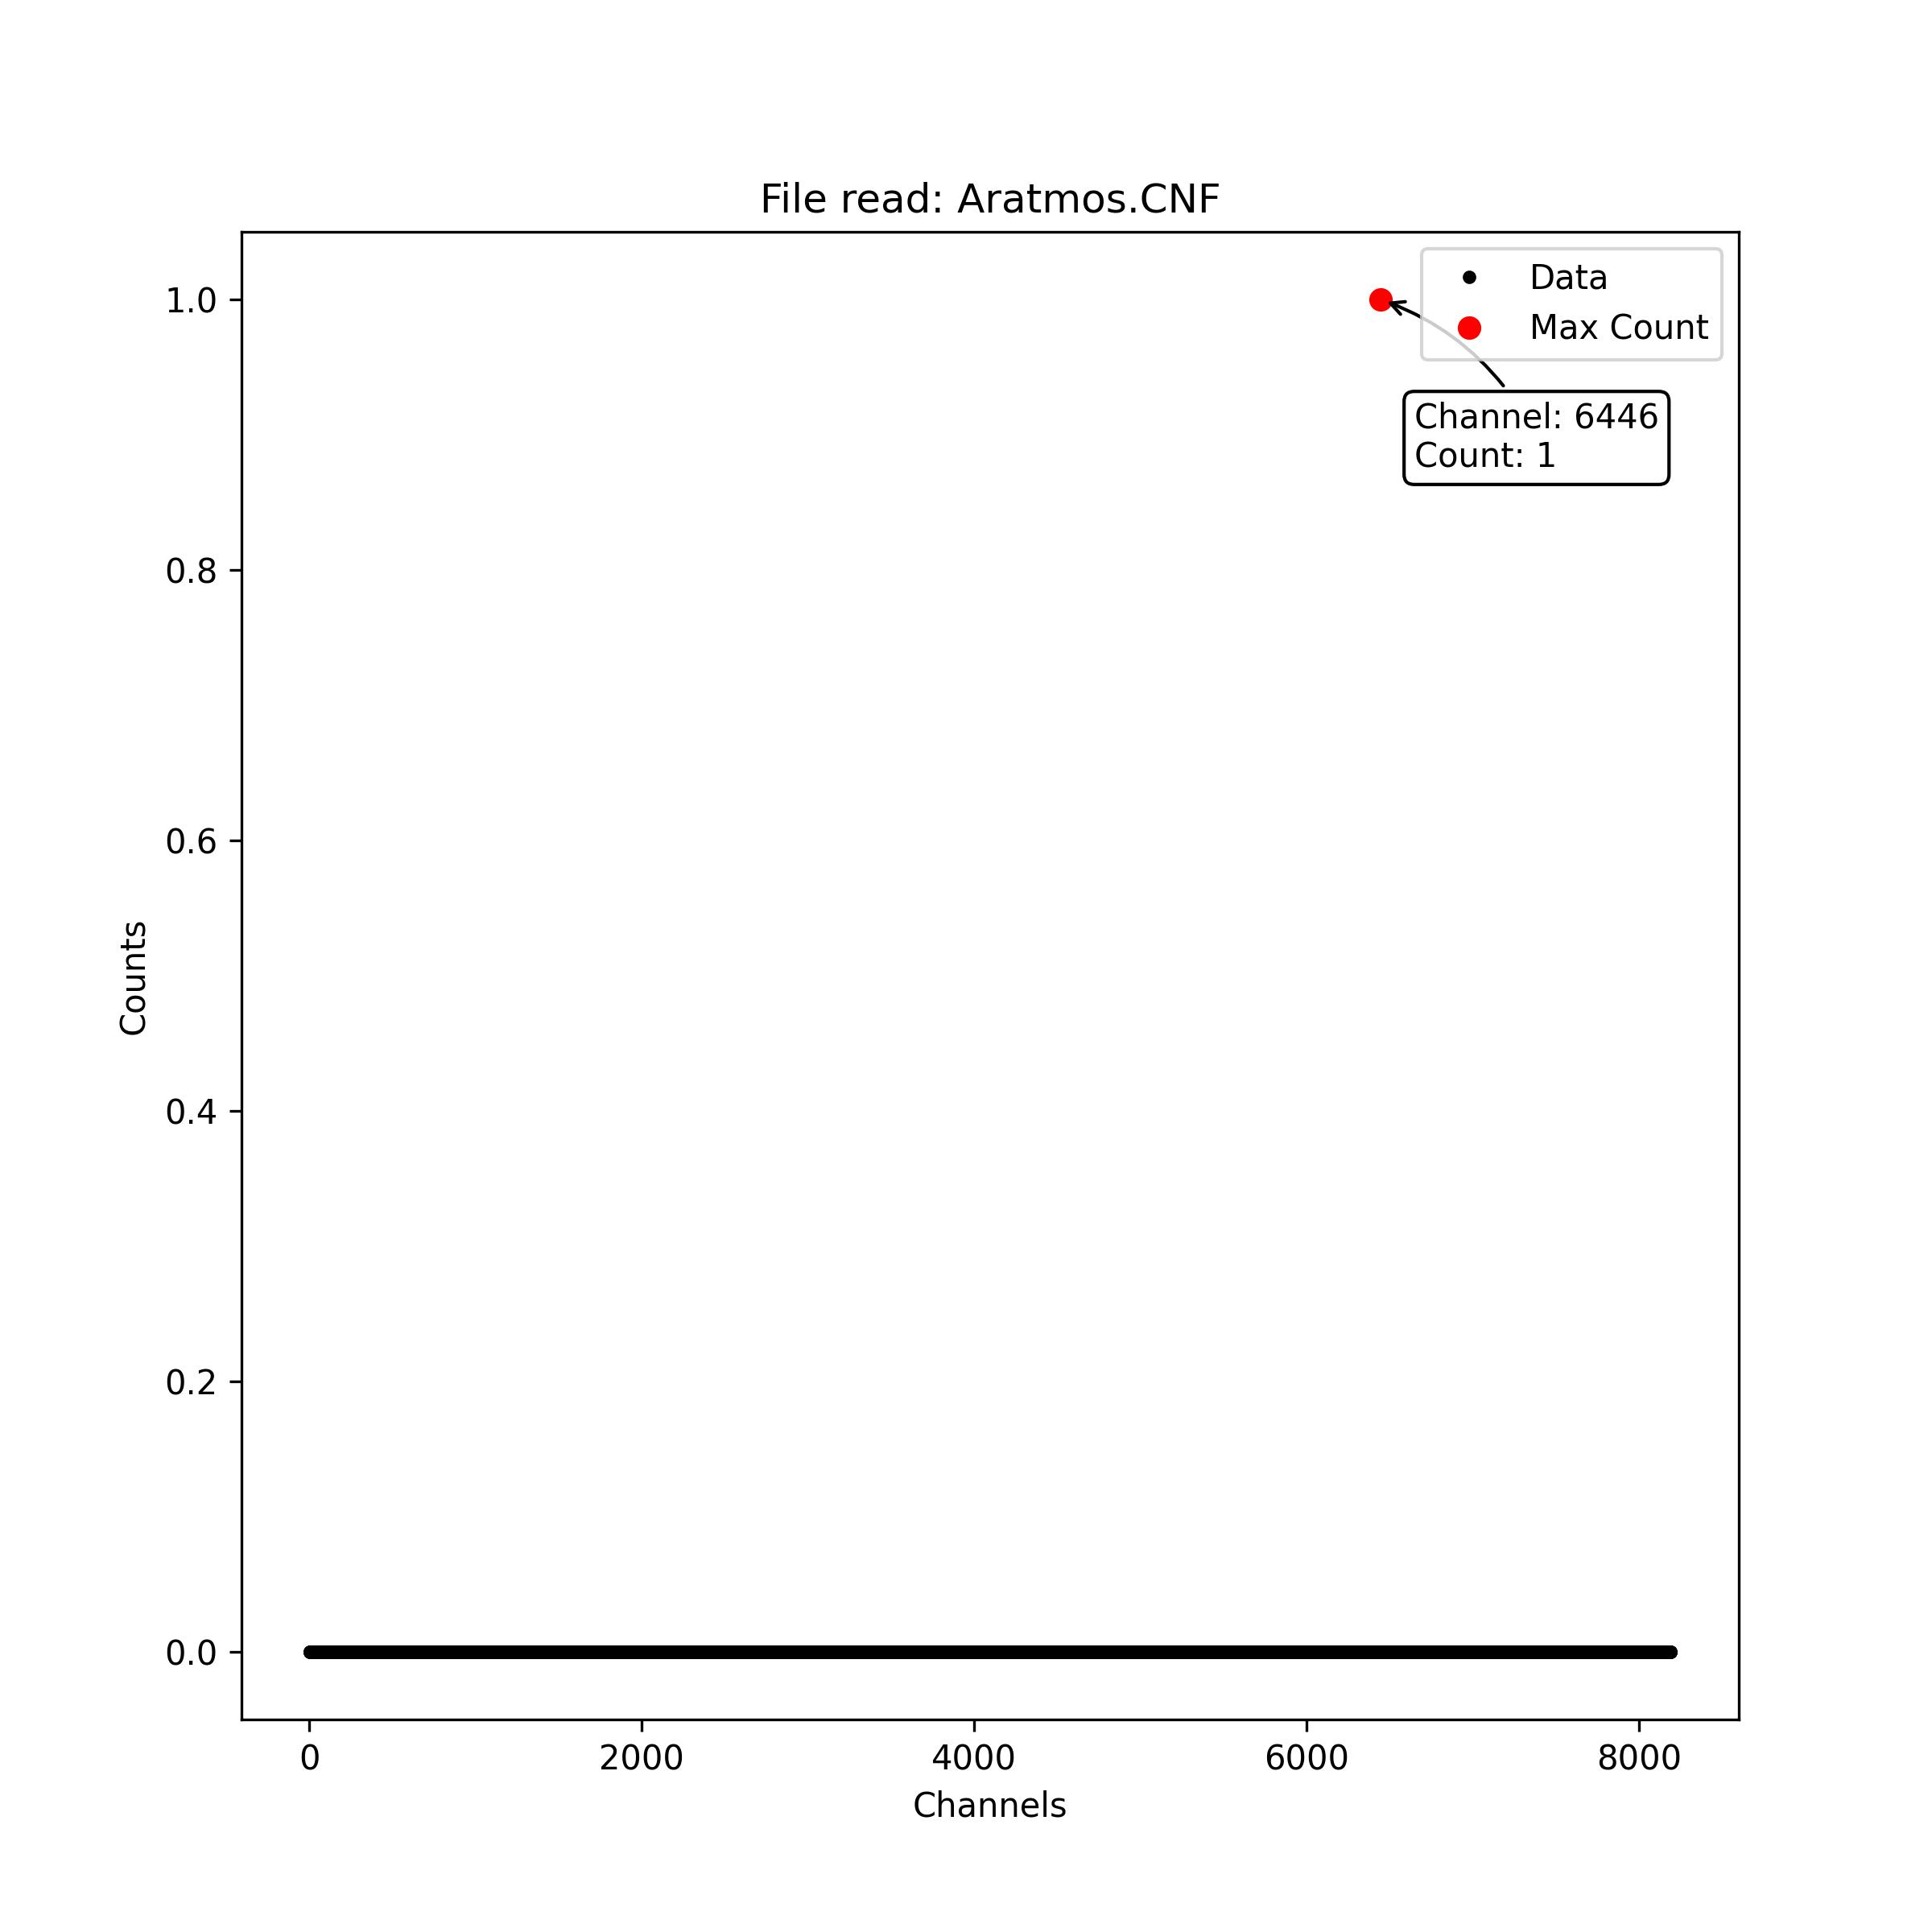 File read: Aratmos.CNF
Data
Max Count
Channel: 6446
Count: 1
1.0
0.8
0.6
0.4
0.2
0.0
Counts
0 2000 4000 6000 8000
Channels